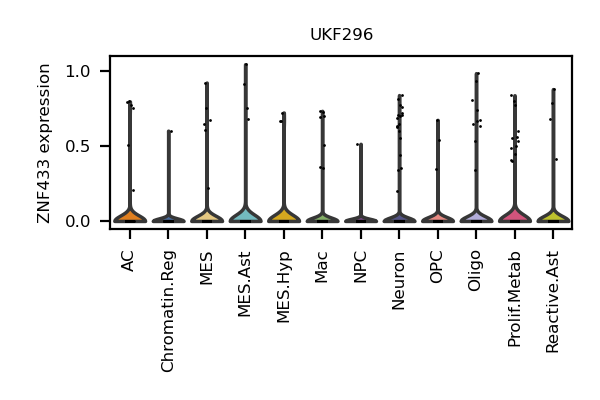 UKF296
ZNF433 expression
1.0
0.5
0.0
AC
Chromatin.Reg
MES
MES.Ast
MES.Hyp
Mac
NPC
Neuron
OPC
Oligo
Prolif.Metab
Reactive.Ast